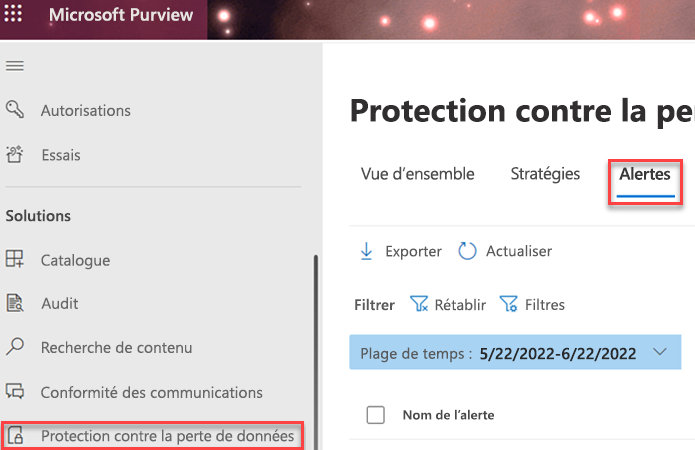 Microsoft Purview
Autorisations
Essais
Solutions
Catalogue
Audit
Recherche de contenu
Conformité des communications
Protection contre la perte de données
Protection contre la
Vue d'ensemble Stratégies Alertes
Exporter Actualiser
Filtrer Rétablir Filtres
Plage de temps : 5/22/2022-6/22/2022
Nom de l'alerte